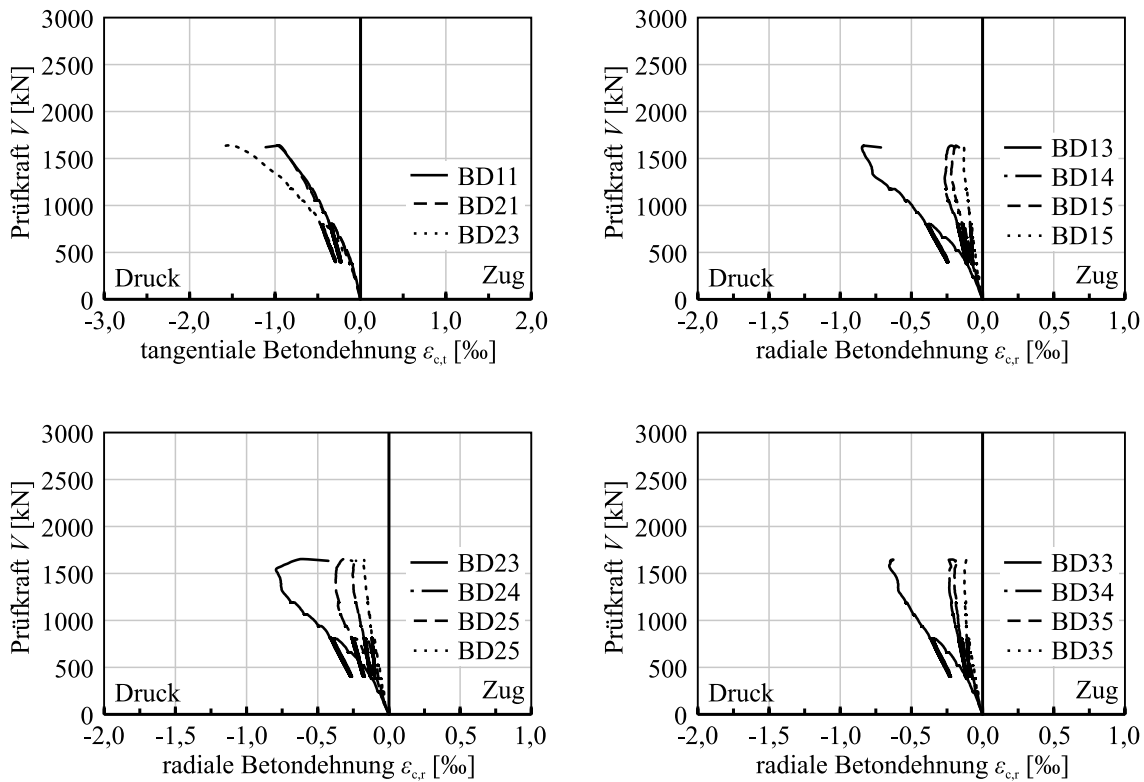 Prüfkraft V [kN]
3000
2500
2000
1500
1000
500
0
BD11
BD21
BD23
Druck
Zug
-3,0 -2,0 -1,0 0,0 1,0 2,0
tangentiale Betondehnung εc,t [‰]
Prüfkraft V [kN]
3000
2500
2000
1500
1000
500
0
BD13
BD14
BD15
BD15
Druck
Zug
-2,0 -1,5 -1,0 -0,5 0,0 0,5 1,0
radiale Betondehnung εc,r [‰]
Prüfkraft V [kN]
3000
2500
2000
1500
1000
500
0
BD23
BD24
BD25
BD25
Druck
Zug
-2,0 -1,5 -1,0 -0,5 0,0 0,5 1,0
radiale Betondehnung εc,r [‰]
Prüfkraft V [kN]
3000
2500
2000
1500
1000
500
0
BD33
BD34
BD35
BD35
Druck
Zug
-2,0 -1,5 -1,0 -0,5 0,0 0,5 1,0
radiale Betondehnung εc,r [‰]